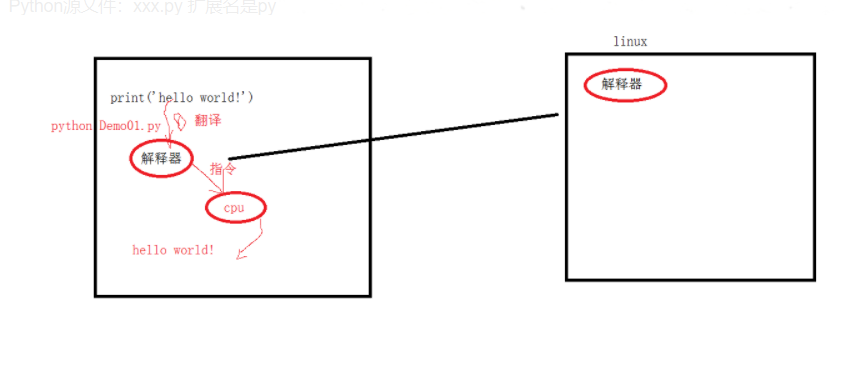 Python源文件：xxx.py 扩展名是py
linux
print('hello world!')
解释器
python Demo01.py
翻译
解释器
指令
cpu
hello world!